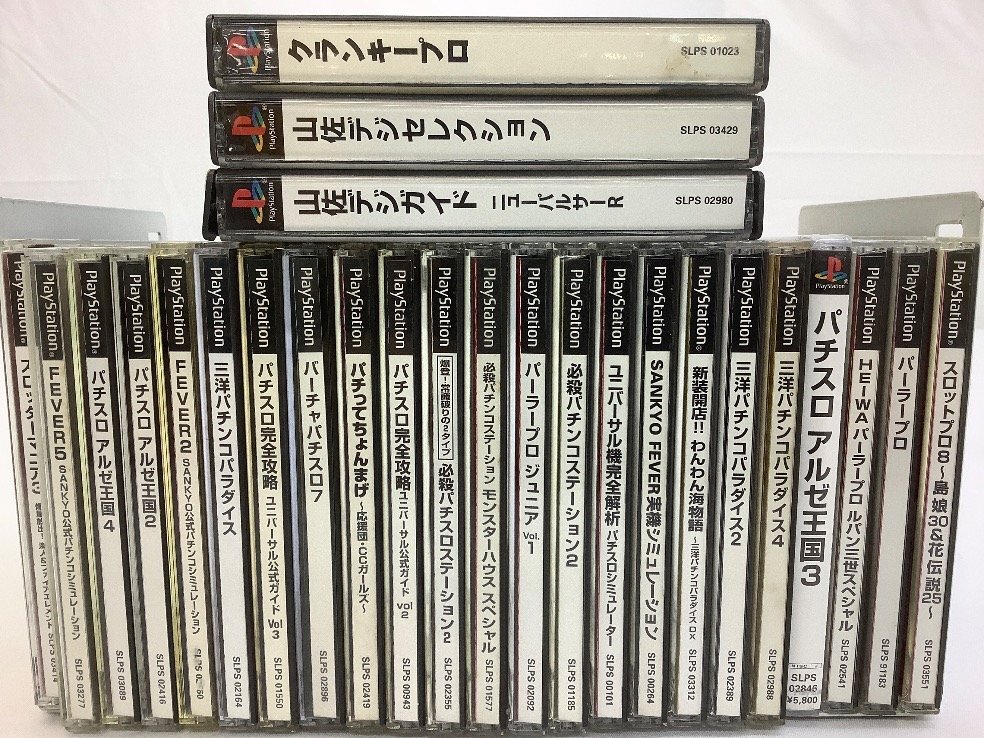 PlayStation
クランキープロ
SLPS 01023
PlayStation
山佐デジセレクション
SLPS 03429
PlayStation
山佐デジガイド ニューパルサーR
SLPS 02980
PlayStation
PlayStation
FEVER5 SANKYO公式パチンコシミュレーション
SLPS 03277
PlayStation
パチスロ アルゼ王国4
SLPS 03089
PlayStation
パチスロ アルゼ王国2
SLPS 02416
PlayStation
FEVER2 SANKYO公式パチンコシミュレーション
PlayStation
三洋パチンコパラダイス
SLPS 02164
PlayStation
パチスロ完全攻略 ユニバーサル公式ガイド Vol 3
SLPS 01550
PlayStation
バーチャパチスロ7
SLPS 02896
PlayStation
パチってちょんまげ ～応援団・CCガールズ～
SLPS 02419
PlayStation
パチスロ完全攻略 ユニバーサル公式ガイド vol 2
SLPS 00943
PlayStation
必殺パチスロステーション2
SLPS 02355
PlayStation
必殺パチンコステーション モンスターハウス スペシャル
SLPS 01577
PlayStation
パーラープロ ジュニア Vol. 1
SLPS 02092
PlayStation
必殺パチンコステーション2
SLPS 01185
PlayStation
ユニバーサル機完全解析 パチスロシミュレーター
SLPS 00101
PlayStation
SANKYO FEVER 実機シミュレーション
SLPS 00264
PlayStation
新装開店!! わんわん海物語 ～三洋パチンコパラダイスDX
SLPS 03312
PlayStation
三洋パチンコパラダイス2
SLPS 02389
PlayStation
三洋パチンコパラダイス4
SLPS 02986
PlayStation
パチスロ アルゼ王国3
SLPS
02846
¥5,800
PlayStation
HEIWA パーラープロ ルパン三世スペシャル
SLPS 02541
PlayStation
パーラープロ
SLPS 91183
PlayStation
スロットプロ8～島娘30&花伝説25～
SLPS 03551